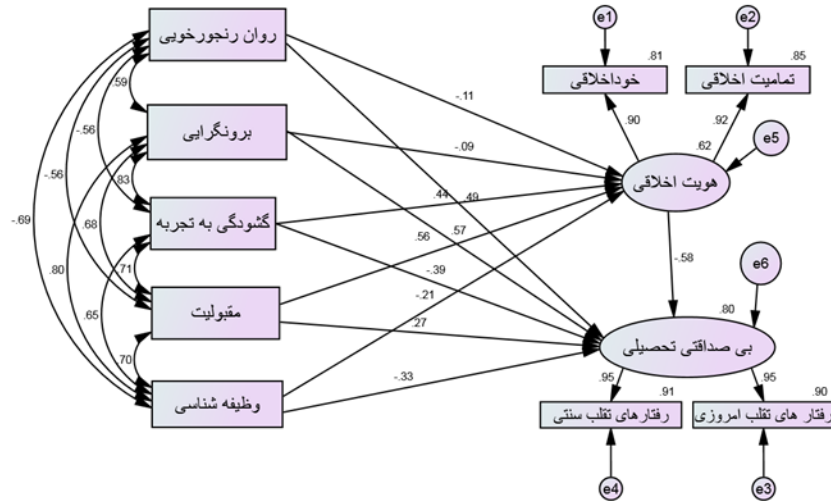 e1
e2
روان رنجورخویی
.81
.85
خوداخلاقی
تمامیت اخلاقی
.59
-.11
.90
.92
.62
e5
-.56
برونگرایی
-.09
هویت اخلاقی
-.56
.83
.44
.49
-.69
.68
گشودگی به تجربه
.56
.57
.80
.71
-.39
-.58
e6
-.21
.65
مقبولیت
.27
.80
.70
-.33
بی صداقتی تحصیلی
وظیفه شناسی
.95
.91
.95
.90
رفتارهای تقلب سنتی
رفتار های تقلب امروزی
e4
e3